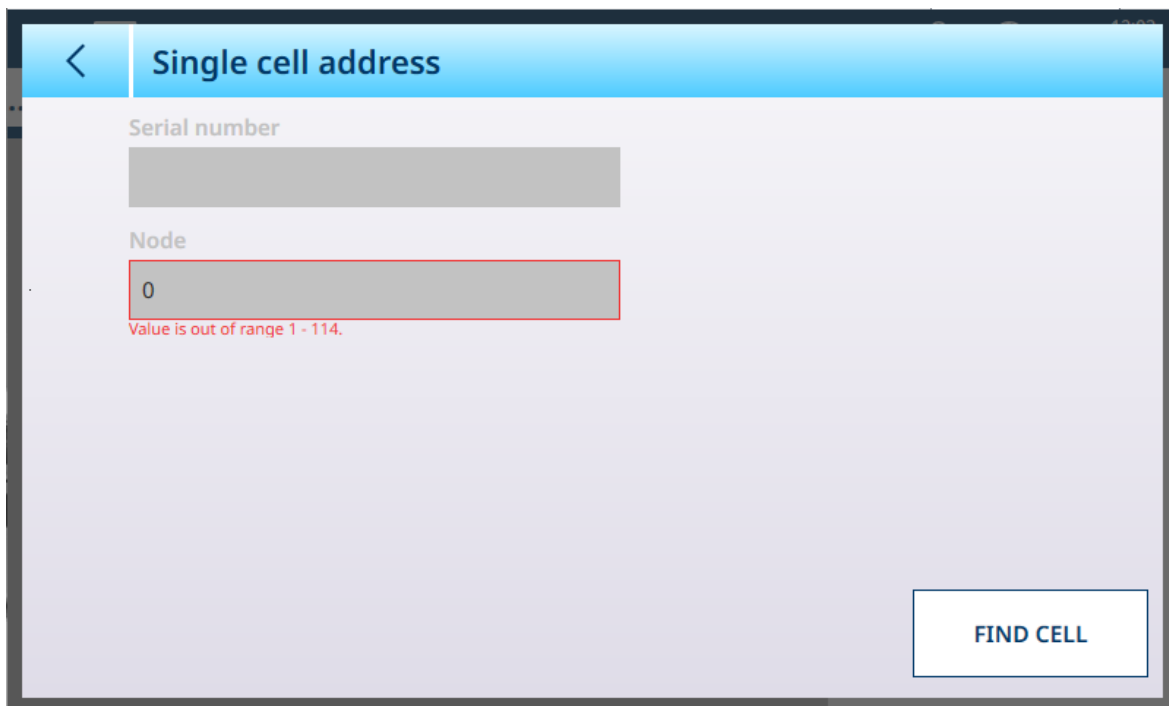 Single cell address
Serial number
Node
0
Value is out of range 1 - 114.
FIND CELL